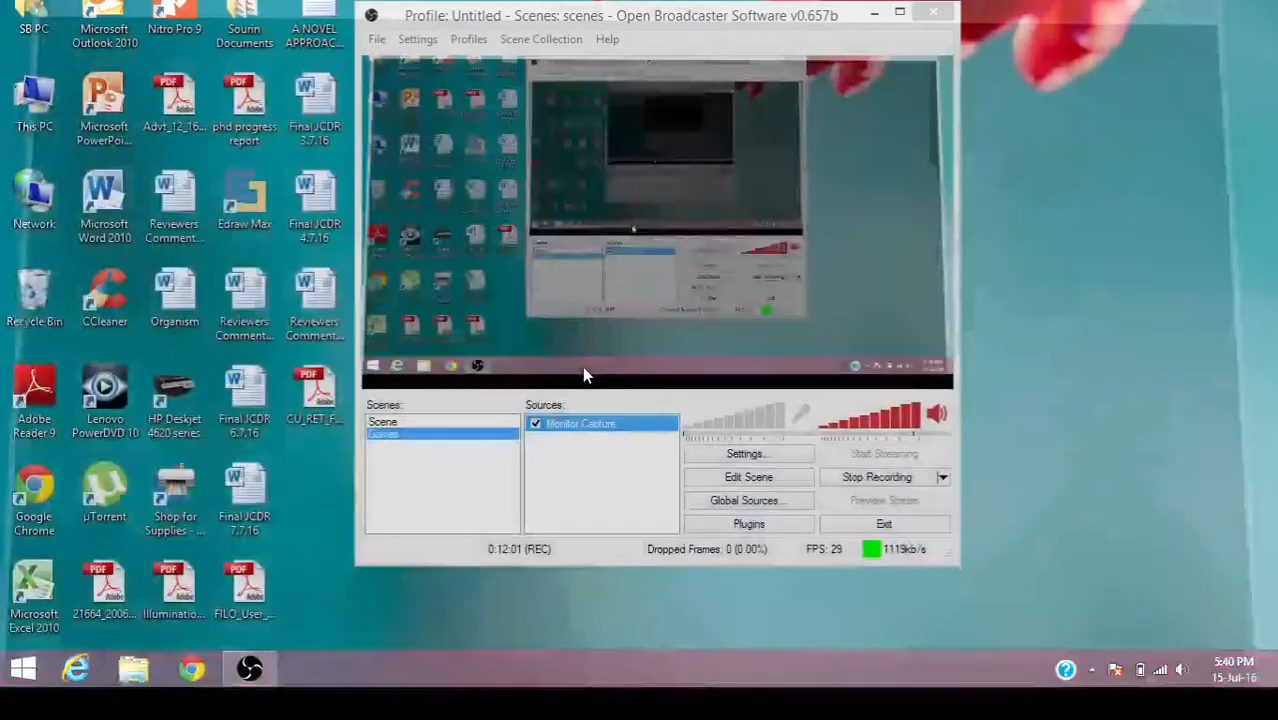 SB PC
Microsoft
Outlook 2010
Nitro Pro 9
Sourin
Documents
A NOVEL
APPROAC...
This PC
Microsoft
PowerPoi...
Advt_12_16...
phd progress
report
Final JCDR
3.7.16
Network
Microsoft
Word 2010
Reviewers
Comment...
Edraw Max
Final JCDR
4.7.16
Recycle Bin
CCleaner
Organism
Reviewers
Comment...
Reviewers
Comment...
Adobe
Reader 9
Lenovo
PowerDVD 10
HP Deskjet
4620 series
Final JCDR
6.7.16
CU_RET_F...
Google
Chrome
µTorrent
Shop for
Supplies - ...
Final JCDR
7.7.16
Microsoft
Excel 2010
21664_2006...
Illuminatio...
FILO_User_...
Profile: Untitled - Scenes: scenes - Open Broadcaster Software v0.657b
File Settings Profiles Scene Collection Help
Scenes:
Scene
Games
Sources:
Monitor Capture
Settings...
Start Streaming
Edit Scene
Stop Recording
Global Sources...
Preview Stream
Plugins
Exit
0:12:01 (REC)
Dropped Frames: 0 (0.00%)
FPS: 29
1119kb/s
5:40 PM
15-Jul-16